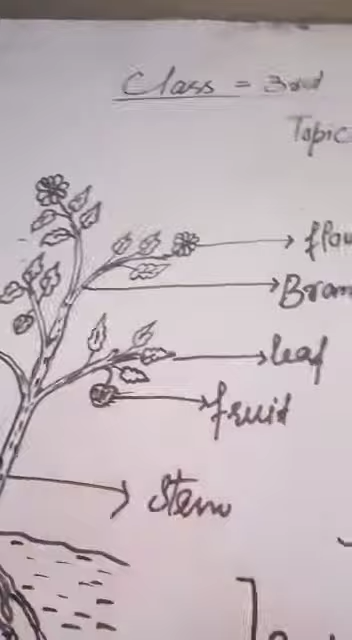 Class = 3rd
Topic
flow
Bran
leaf
fruit
Stem